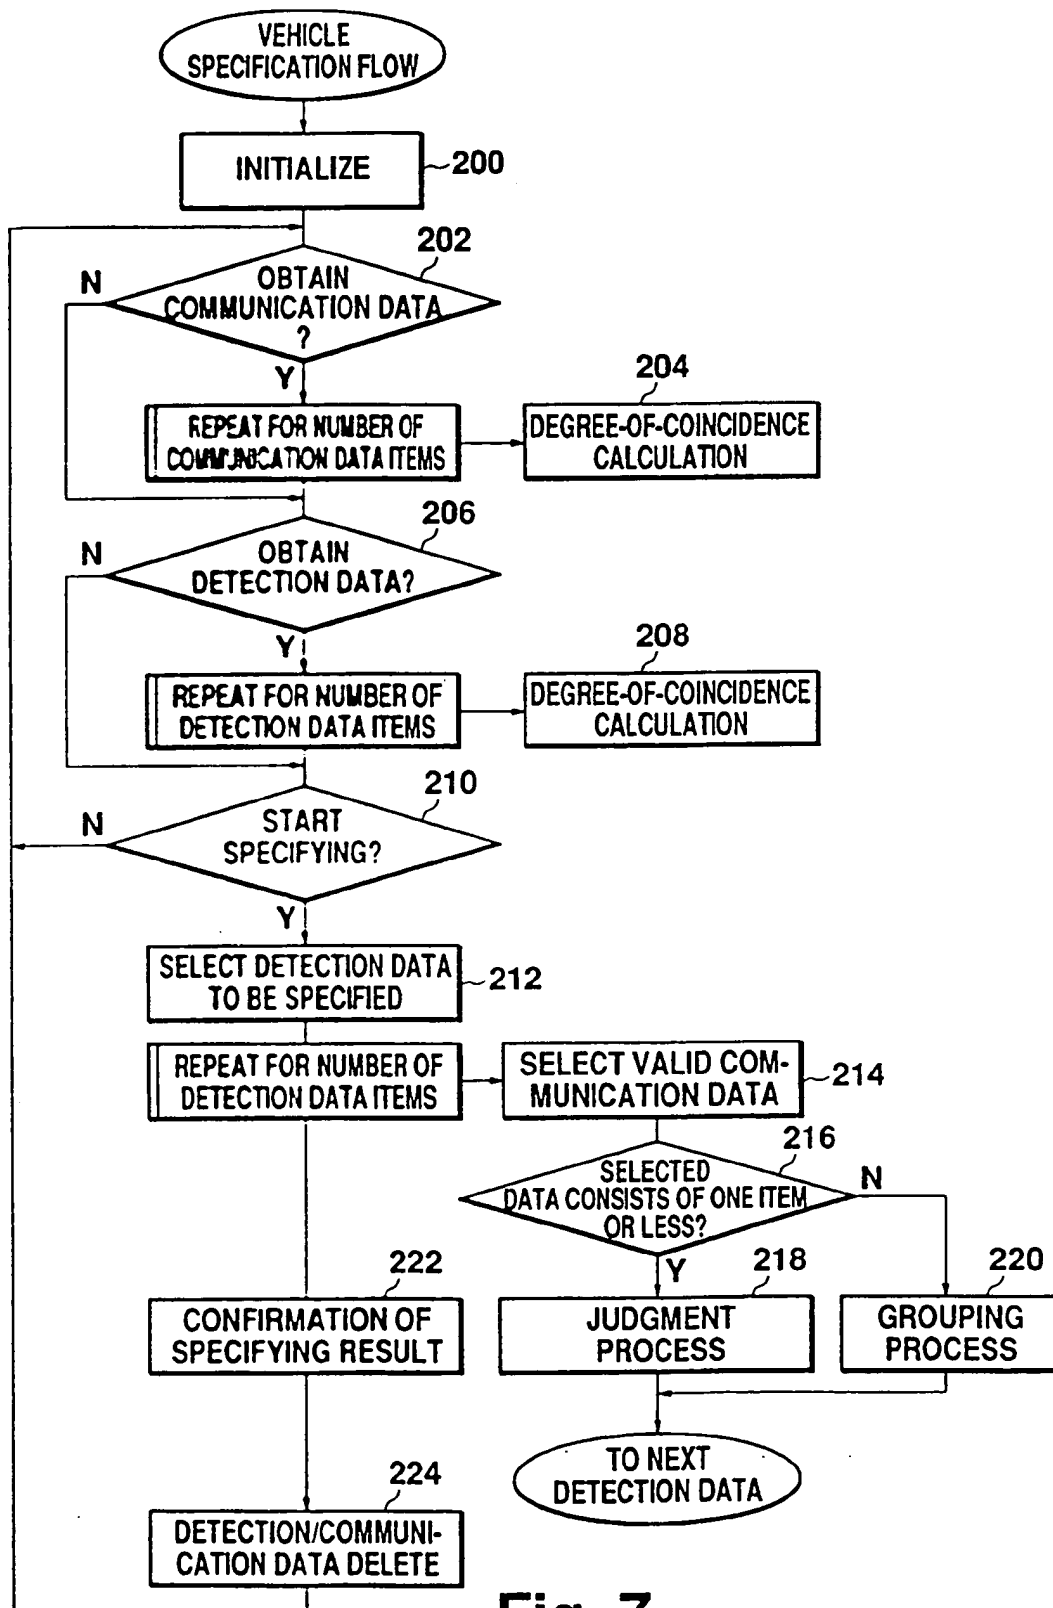 VEHICLE
SPECIFICATION FLOW
INITIALIZE
200
202
N
OBTAIN
COMMUNICATION DATA
?
Y
204
REPEAT FOR NUMBER OF
COMMUNICATION DATA ITEMS
DEGREE-OF-COINCIDENCE
CALCULATION
206
N
OBTAIN
DETECTION DATA?
Y
208
REPEAT FOR NUMBER OF
DETECTION DATA ITEMS
DEGREE-OF-COINCIDENCE
CALCULATION
210
N
START
SPECIFYING?
Y
SELECT DETECTION DATA
TO BE SPECIFIED
212
REPEAT FOR NUMBER OF
DETECTION DATA ITEMS
SELECT VALID COM-
MUNICATION DATA
214
216
SELECTED
DATA CONSISTS OF ONE ITEM
OR LESS?
N
Y
222
218
220
CONFIRMATION OF
SPECIFYING RESULT
JUDGMENT
PROCESS
GROUPING
PROCESS
TO NEXT
DETECTION DATA
224
DETECTION/COMMUNI-
CATION DATA DELETE
Fig. 7